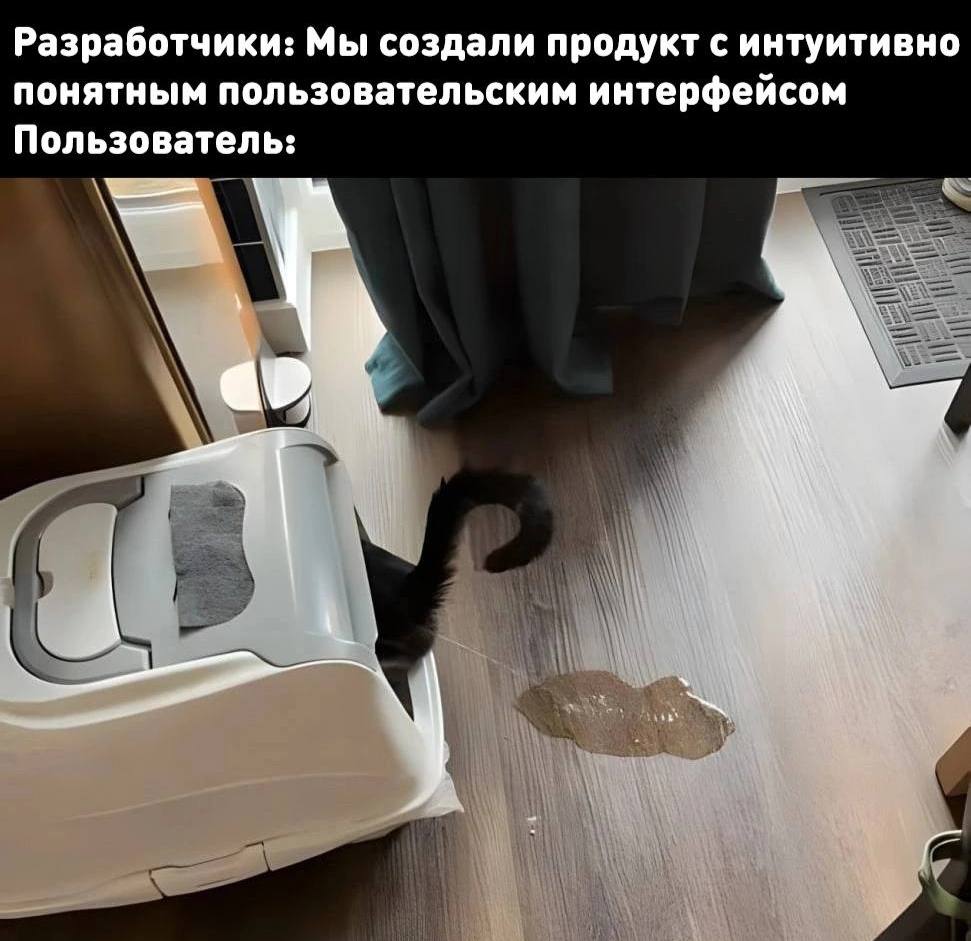 Разработчики: Мы создали продукт с интуитивно
понятным пользовательским интерфейсом
Пользователь: